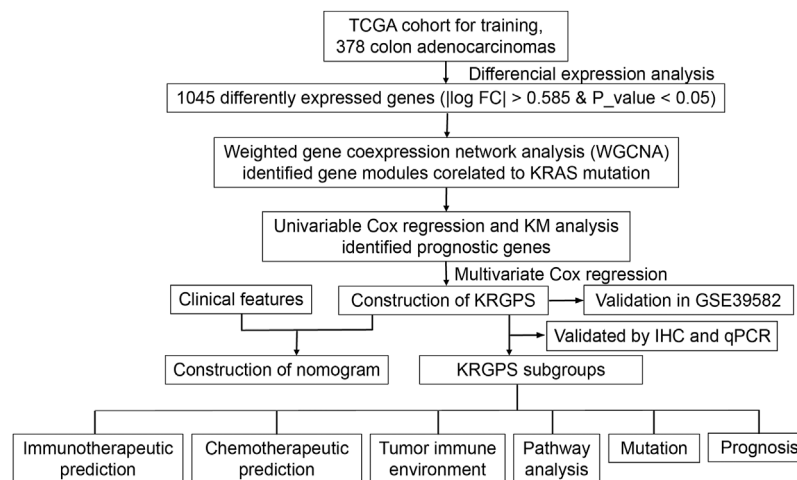 TCGA cohort for training,
378 colon adenocarcinomas
Differencial expression analysis
1045 differently expressed genes (|log FC| > 0.585 & P_value < 0.05)
Weighted gene coexpression network analysis (WGCNA)
identified gene modules corelated to KRAS mutation
Univariable Cox regression and KM analysis
identified prognostic genes
Multivariate Cox regression
Clinical features
Construction of KRGPS
Validation in GSE39582
Validated by IHC and qPCR
Construction of nomogram
KRGPS subgroups
Immunotherapeutic
prediction
Chemotherapeutic
prediction
Tumor immune
environment
Pathway
analysis
Mutation
Prognosis